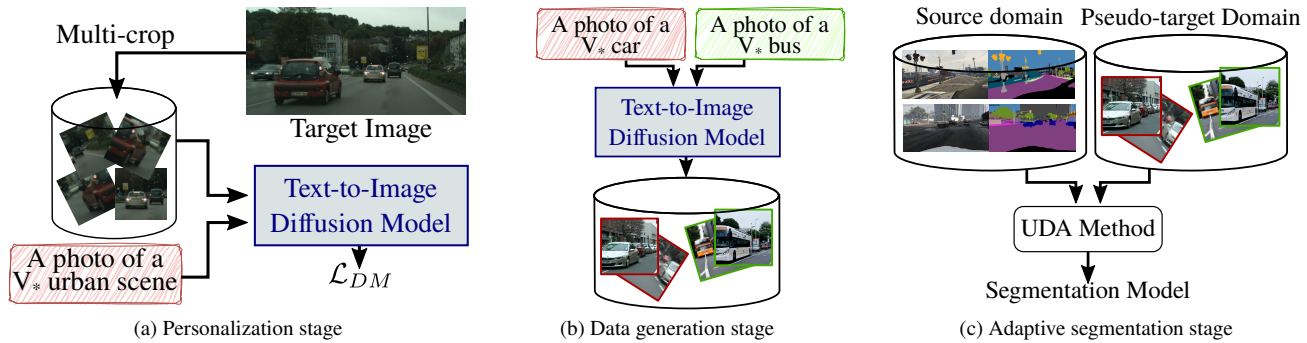 Multi-crop
Target Image
Text-to-Image
Diffusion Model
A photo of a
V* urban scene
ℒ_DM
(a) Personalization stage
A photo of a
V* car
A photo of a
V* bus
Text-to-Image
Diffusion Model
(b) Data generation stage
Source domain
Pseudo-target Domain
UDA Method
Segmentation Model
(c) Adaptive segmentation stage